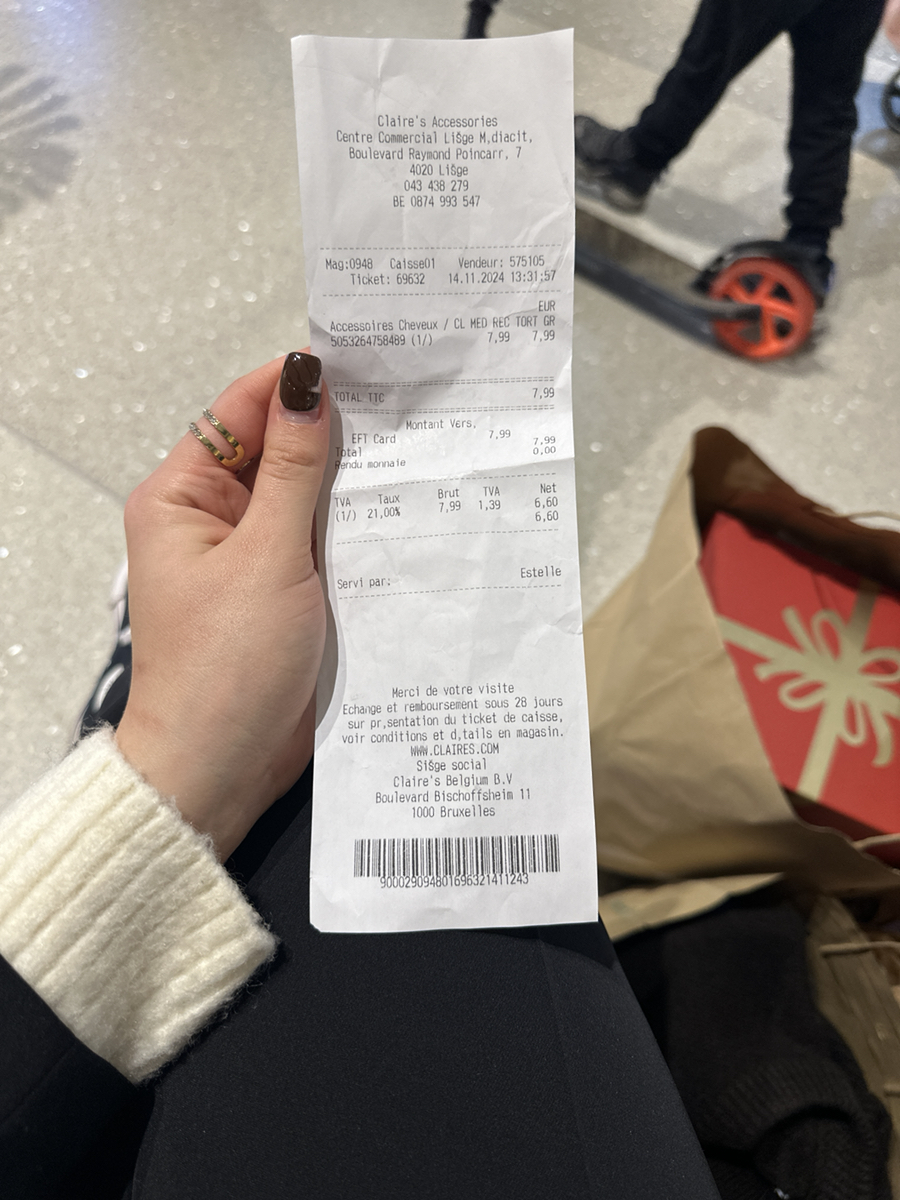 Claire's Accessories
Centre Commercial Li§ge M,diacit,
Boulevard Raymond Poincarr, 7
4020 Li§ge
043 438 279
BE 0874 993 547
Mag:0948 Caisse01 Vendeur: 575105
Ticket: 69632 14.11.2024 13:31:57
EUR
Accessoires Cheveux / CL MED REC TORT GR
5053264758489 (1/) 7,99 7,99
TOTAL TTC 7,99
Montant Vers,
EFT Card 7,99
Total 7,99
Rendu monnaie 0,00
TVA Taux Brut TVA Net
(1/) 21,00% 7,99 1,39 6,60
6,60
Servi par: Estelle
Merci de votre visite
Echange et remboursement sous 28 jours
sur pr,sentation du ticket de caisse,
voir conditions et d,tails en magasin.
WWW.CLAIRES.COM
Si§ge social
Claire's Belgium B.V
Boulevard Bischoffsheim 11
1000 Bruxelles
900029094801696321411243